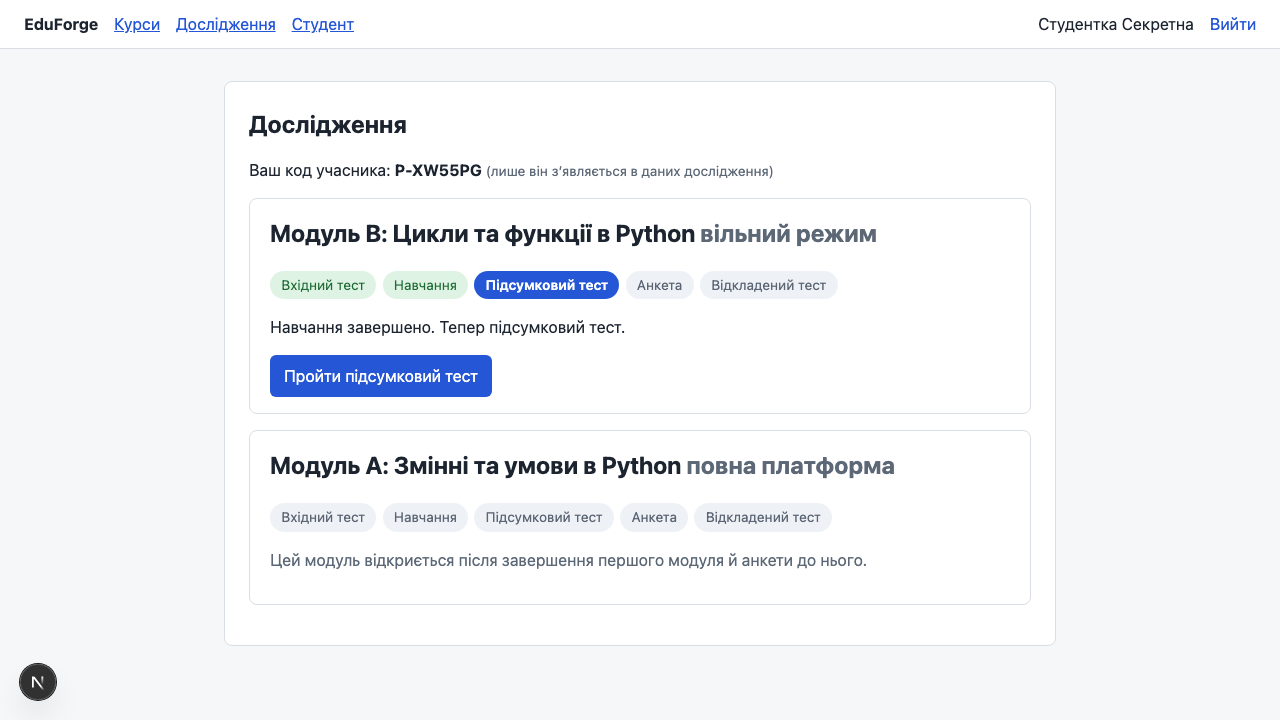 EduForge Курси Дослідження Студент Студентка Секретна Вийти
Дослідження
Ваш код учасника: P-XW55PG (лише він зʼявляється в даних дослідження)
Модуль B: Цикли та функції в Python вільний режим
Вхідний тест Навчання Підсумковий тест Анкета Відкладений тест
Навчання завершено. Тепер підсумковий тест.
Пройти підсумковий тест
Модуль A: Змінні та умови в Python повна платформа
Вхідний тест Навчання Підсумковий тест Анкета Відкладений тест
Цей модуль відкриється після завершення першого модуля й анкети до нього.
N